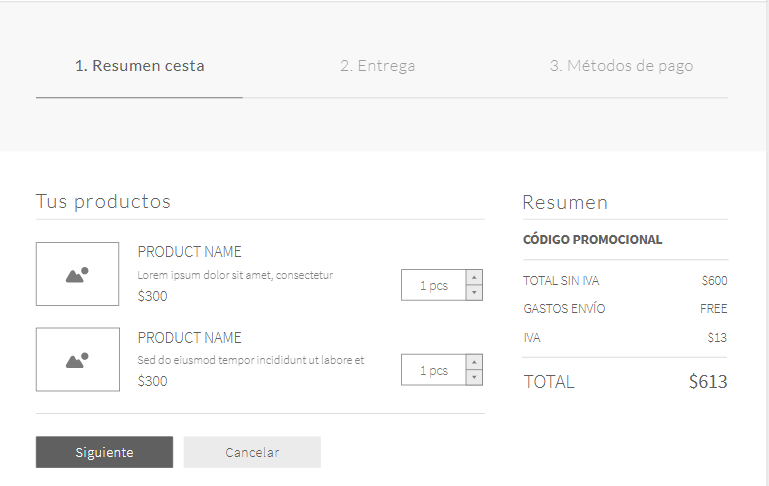 1. Resumen cesta
2. Entrega
3. Métodos de pago
Tus productos
PRODUCT NAME
Lorem ipsum dolor sit amet, consectetur
$300
1 pcs
PRODUCT NAME
Sed do eiusmod tempor incididunt ut labore et
$300
1 pcs
Siguiente
Cancelar
Resumen
CÓDIGO PROMOCIONAL
TOTAL SIN IVA $600
GASTOS ENVÍO FREE
IVA $13
TOTAL $613